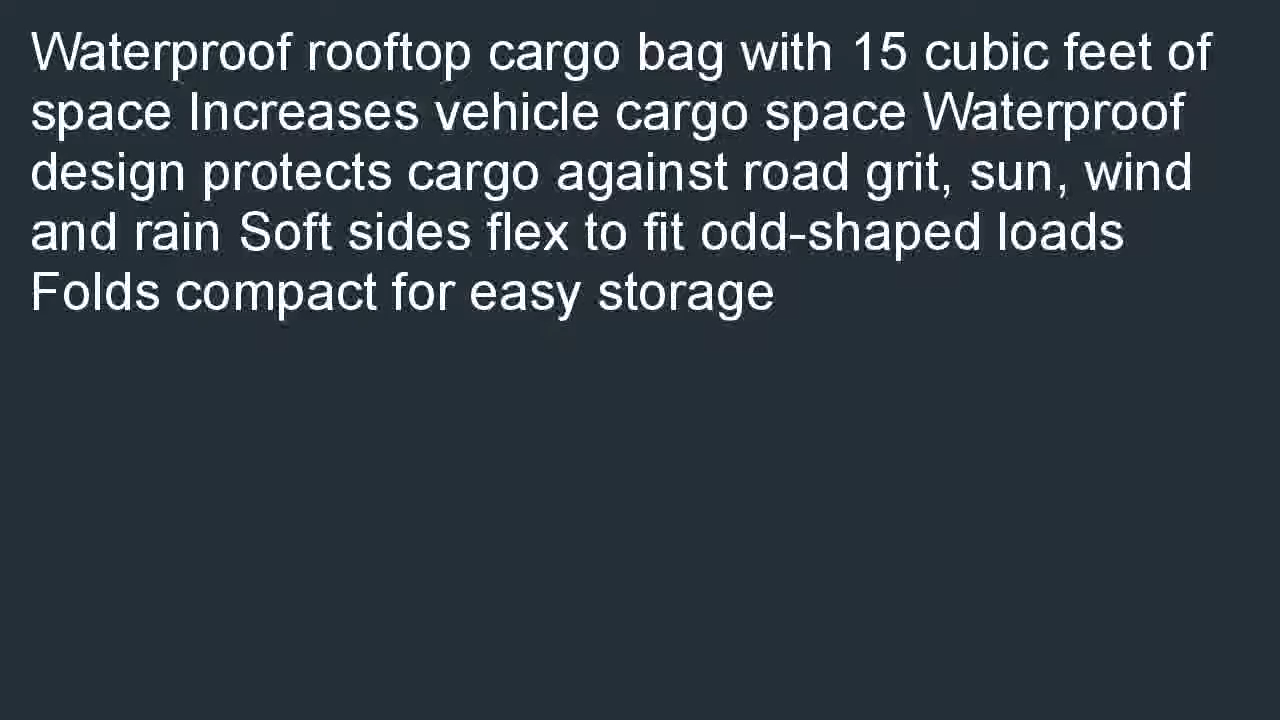 Waterproof rooftop cargo bag with 15 cubic feet of
space Increases vehicle cargo space Waterproof
design protects cargo against road grit, sun, wind
and rain Soft sides flex to fit odd-shaped loads
Folds compact for easy storage